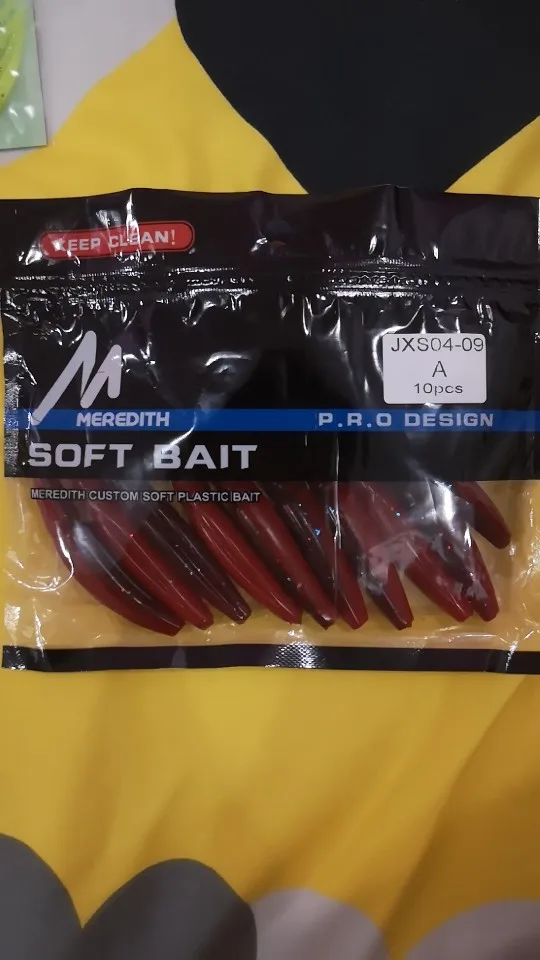 KEEP CLEAN!
JXS04-09
A
10pcs
MEREDITH
P.R.O DESIGN
SOFT BAIT
MEREDITH CUSTOM SOFT PLASTIC BAIT